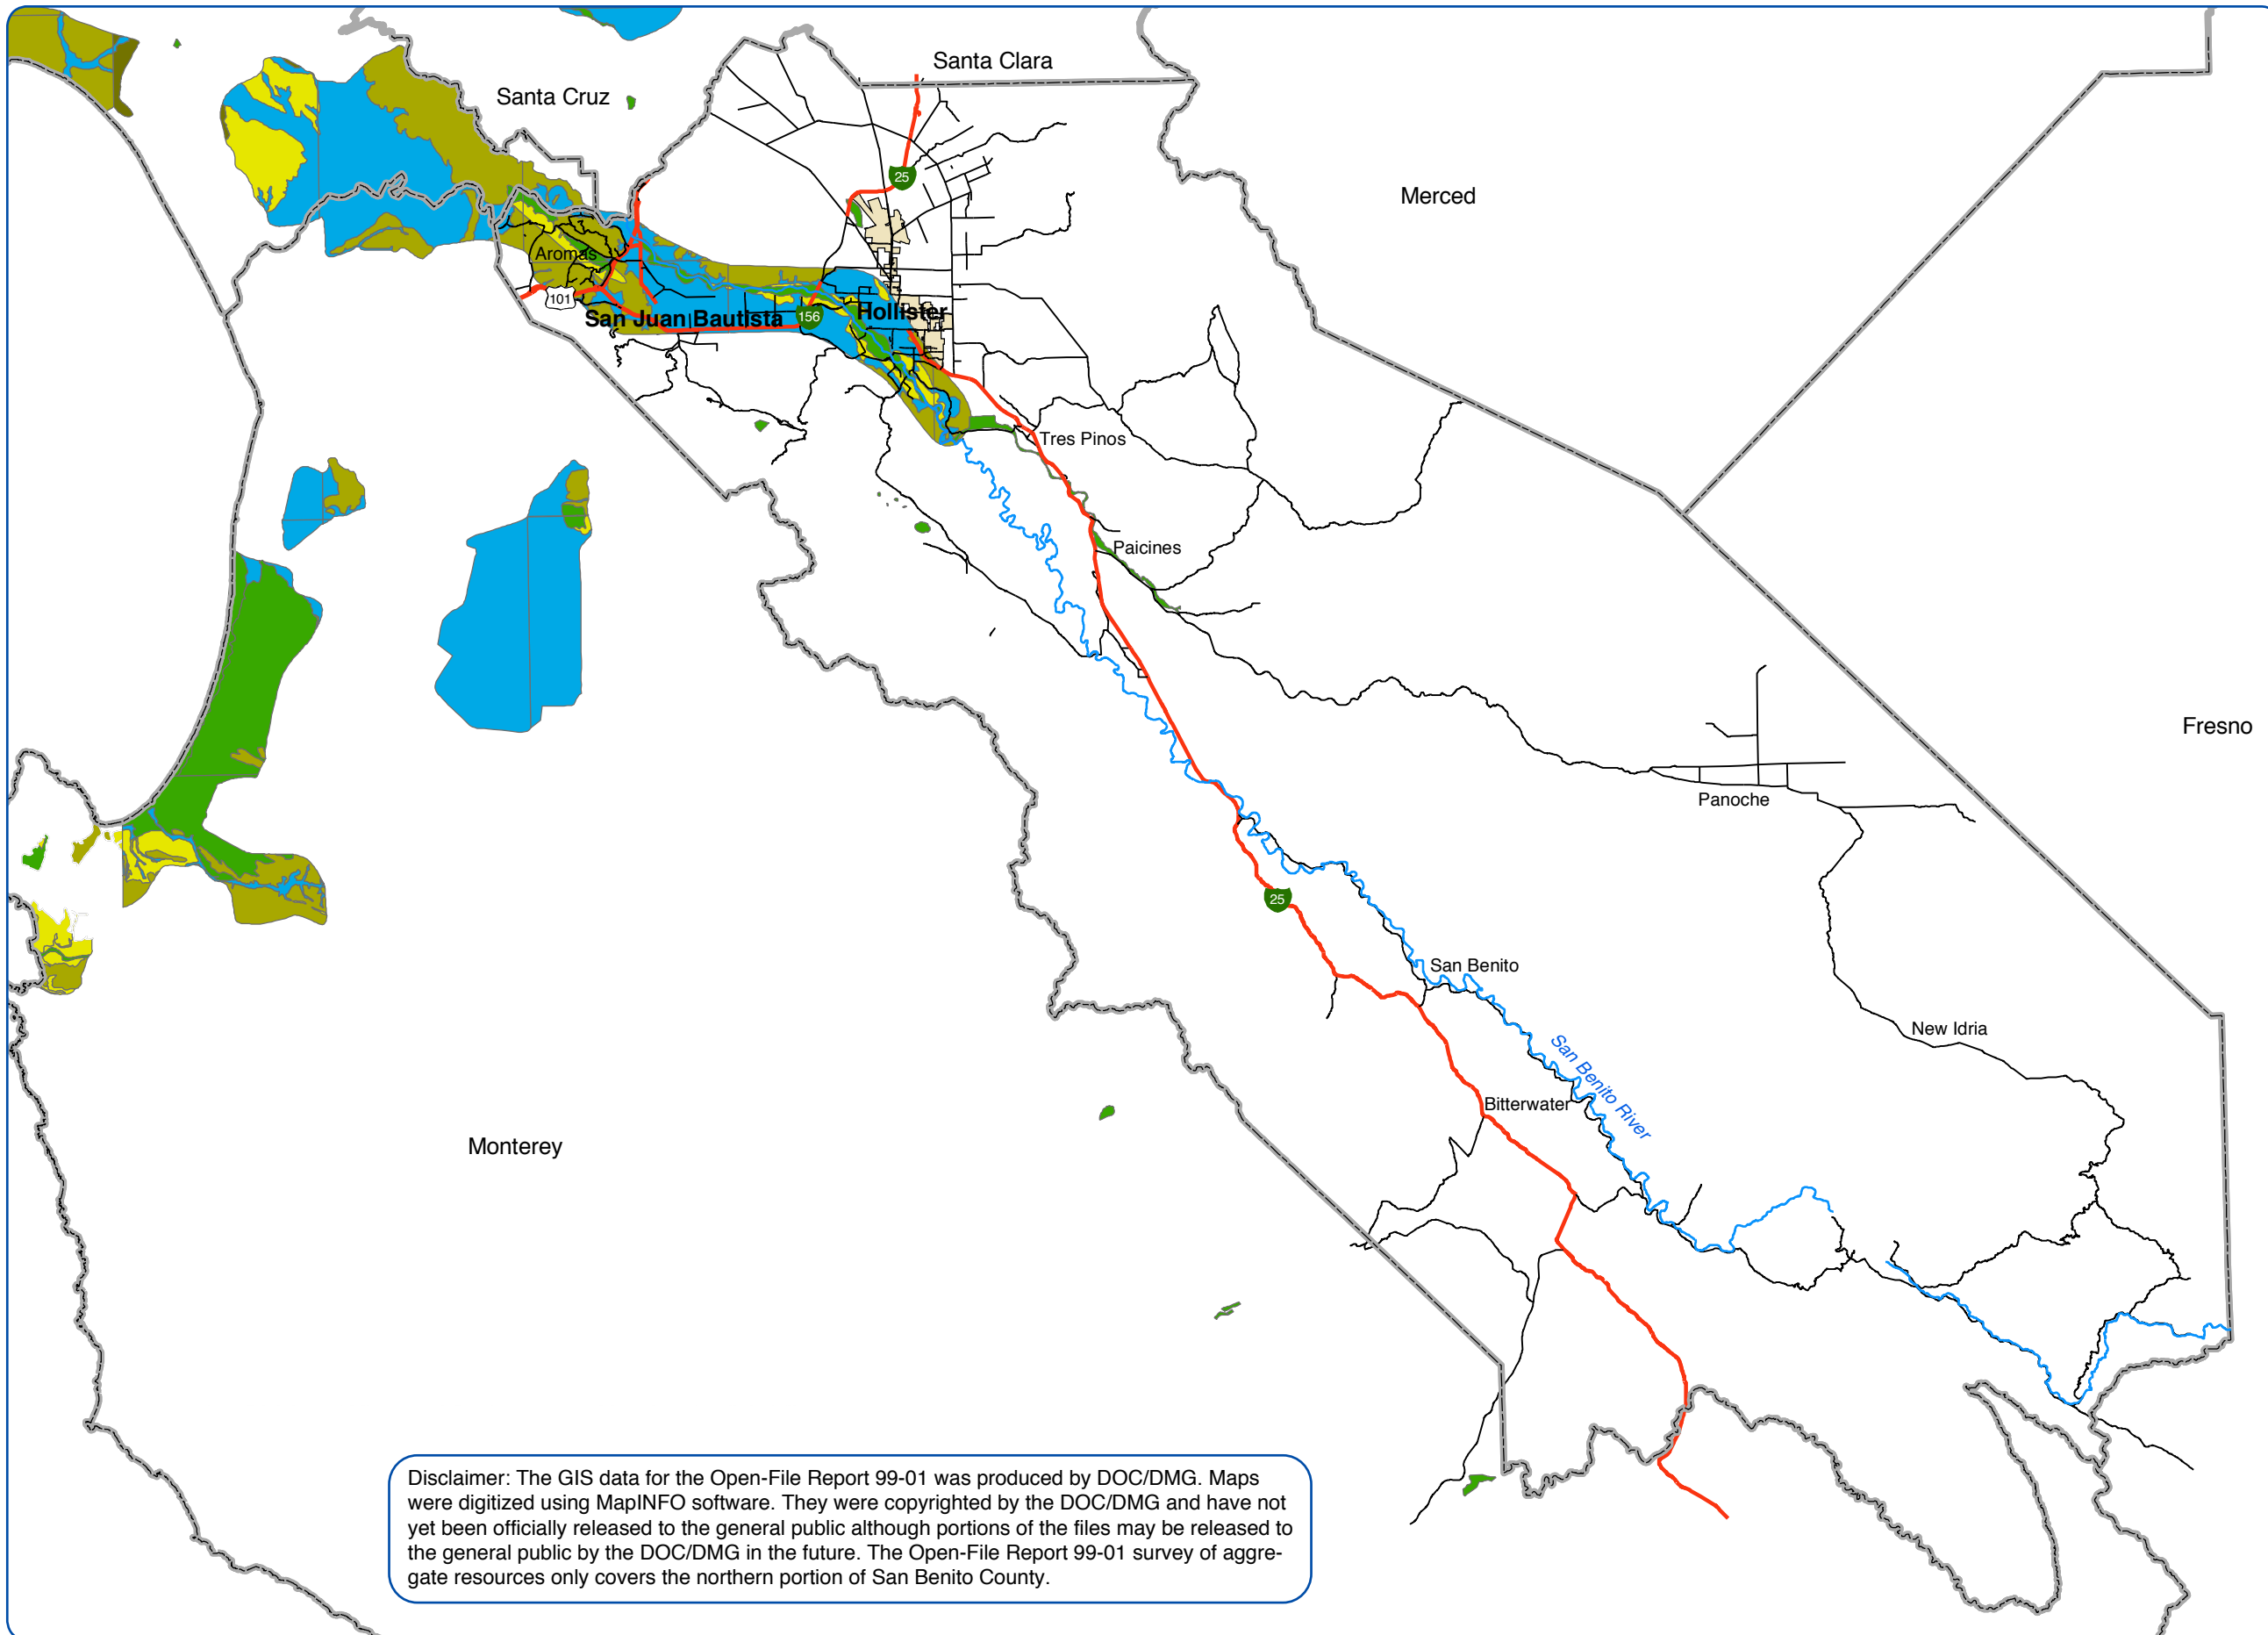 Santa Clara
Santa Cruz
25
Merced
Aromas
101
San Juan Bautista
156
Hollister
Tres Pinos
Paicines
Fresno
Panoche
25
San Benito
New Idria
San Benito River
Bitterwater
Monterey
Disclaimer: The GIS data for the Open-File Report 99-01 was produced by DOC/DMG. Maps
were digitized using MapINFO software. They were copyrighted by the DOC/DMG and have not
yet been officially released to the general public although portions of the files may be released to
the general public by the DOC/DMG in the future. The Open-File Report 99-01 survey of aggre-
gate resources only covers the northern portion of San Benito County.